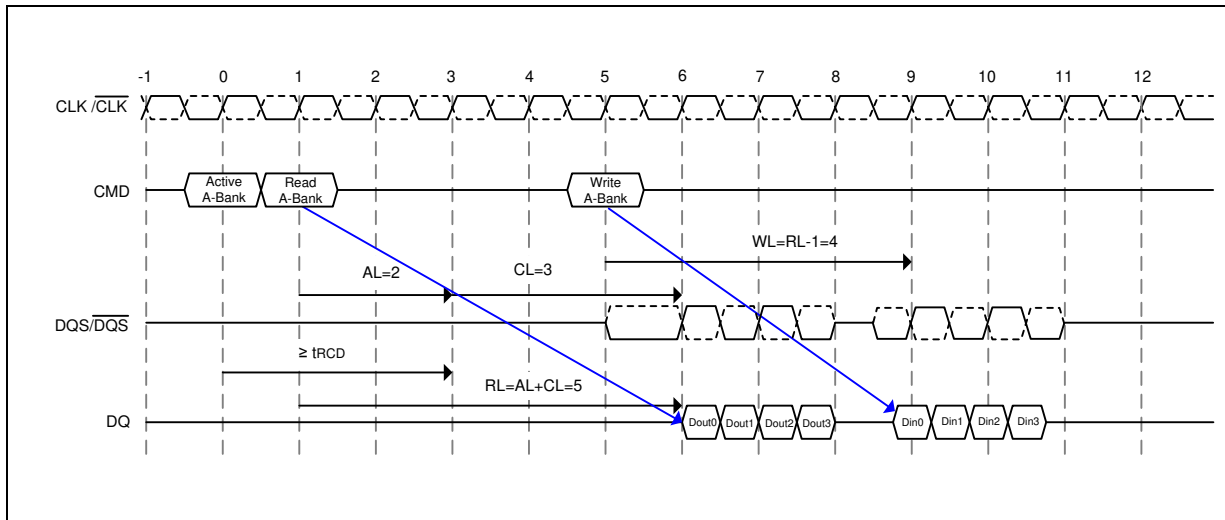 -1 0 1 2 3 4 5 6 7 8 9 10 11 12
CLK /CLK
CMD
Active
A-Bank
Read
A-Bank
Write
A-Bank
WL=RL-1=4
AL=2
CL=3
DQS/DQS
≥ tRCD
RL=AL+CL=5
DQ
Dout0 Dout1 Dout2 Dout3
Din0 Din1 Din2 Din3